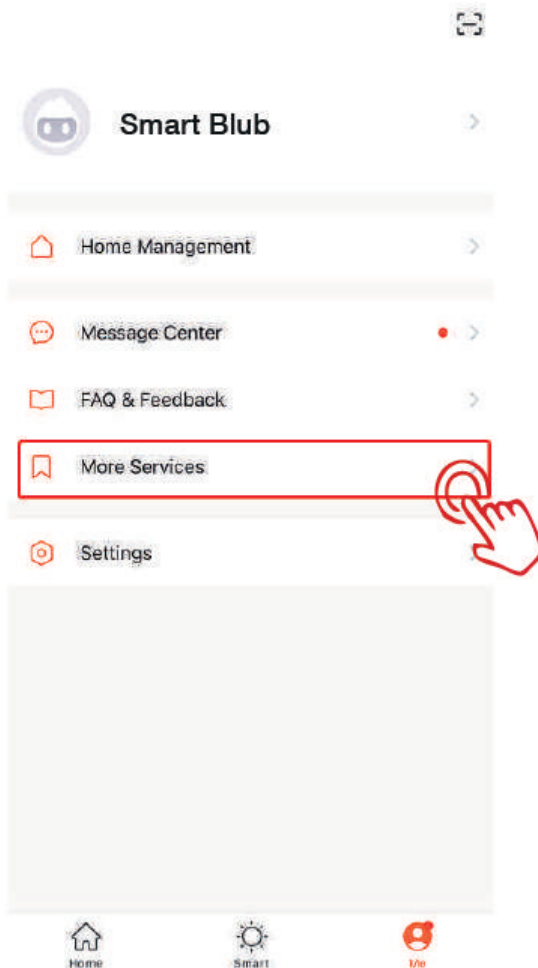 Smart Blub
Home Management
Message Center
FAQ & Feedback
More Services
Settings
Home
Smart
Me